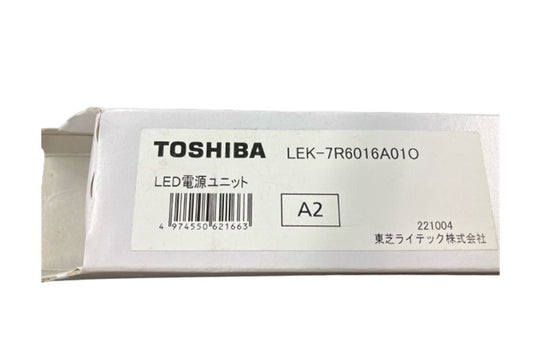 TOSHIBA LEK-7R6016A01O
LED電源ユニット
4 974550 621663
A2
221004
東芝ライテック株式会社